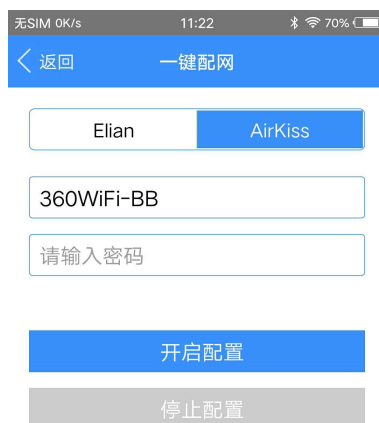 无SIM 0K/s 11:22 70%
返回 一键配网
Elian AirKiss
360WiFi-BB
请输入密码
开启配置
停止配置